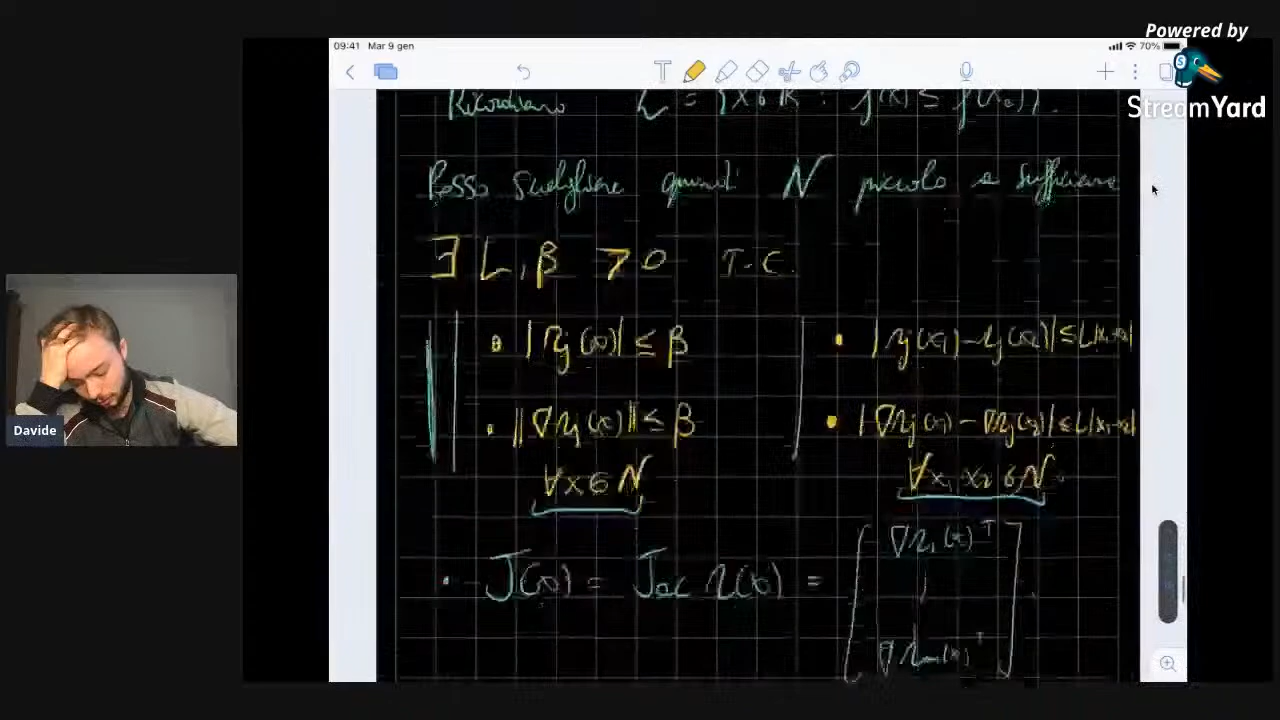 09:41 Mar 9 gen
70%
Powered by
StreamYard
Ricordiamo L = {x ∈ R : f(x) ≤ f(x₀)}.
Posso scegliere quindi N piccolo a sufficienza
∃ L, β > 0 T.C.
• |rⱼ(x)| ≤ β
• |rⱼ(x₁) - rⱼ(x₂)| ≤ L|x₁-x₂|
• ||∇rⱼ(x)|| ≤ β
• |∇rⱼ(x₁) - ∇rⱼ(x₂)| ≤ L|x₁-x₂|
∀x ∈ N
∀x₁, x₂ ∈ N
• J(x) = Jac r(x) = [∇r₁(x)ᵀ
⋮
∇rₘ(x)ᵀ]
Davide